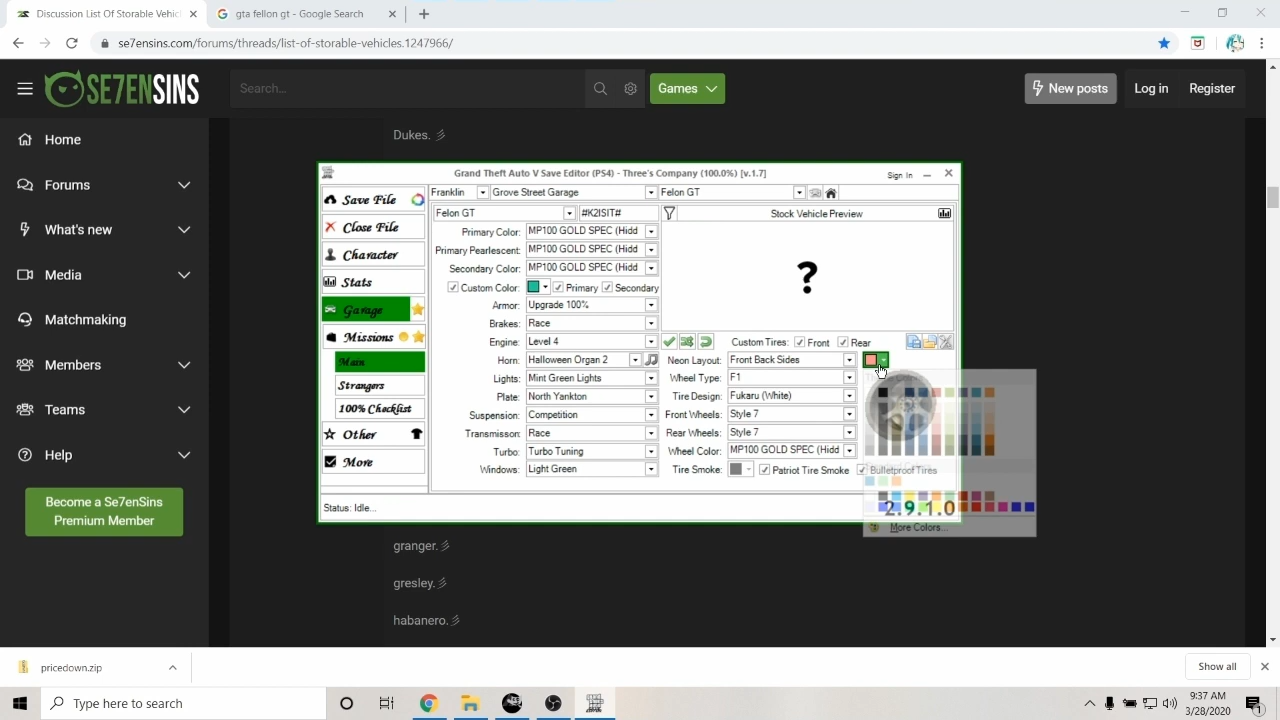 Discussion List Of Storable Vehicl
gta fellon gt - Google Search
se7ensins.com/forums/threads/list-of-storable-vehicles.1247966/
SE7ENSINS
Search...
Games
New posts
Log in
Register
Home
Forums
What's new
Media
Matchmaking
Members
Teams
Help
Become a Se7enSins
Premium Member
Dukes.彡
Grand Theft Auto V Save Editor (PS4) - Three's Company (100.0%) [v.1.7]
Sign In
Save File
Close File
Character
Stats
Garage
Missions
Main
Strangers
100% Checklist
Other
More
Franklin
Grove Street Garage
Felon GT
Felon GT
#K2ISIT#
Stock Vehicle Preview
?
Primary Color: MP100 GOLD SPEC (Hidd
Primary Pearlescent: MP100 GOLD SPEC (Hidd
Secondary Color: MP100 GOLD SPEC (Hidd
Custom Color: Primary Secondary
Armor: Upgrade 100%
Brakes: Race
Engine: Level 4
Horn: Halloween Organ 2
Lights: Mint Green Lights
Plate: North Yankton
Suspension: Competition
Transmisson: Race
Turbo: Turbo Tuning
Windows: Light Green
Custom Tires: Front Rear
Neon Layout: Front Back Sides
Wheel Type: F1
Tire Design: Fukaru (White)
Front Wheels: Style 7
Rear Wheels: Style 7
Wheel Color: MP100 GOLD SPEC (Hidd
Tire Smoke: Patriot Tire Smoke Bulletproof Tires
2.9.1.0
More Colors...
Status: Idle...
granger.彡
gresley.彡
habanero.彡
pricedown.zip
Show all
Type here to search
9:37 AM
3/28/2020
1